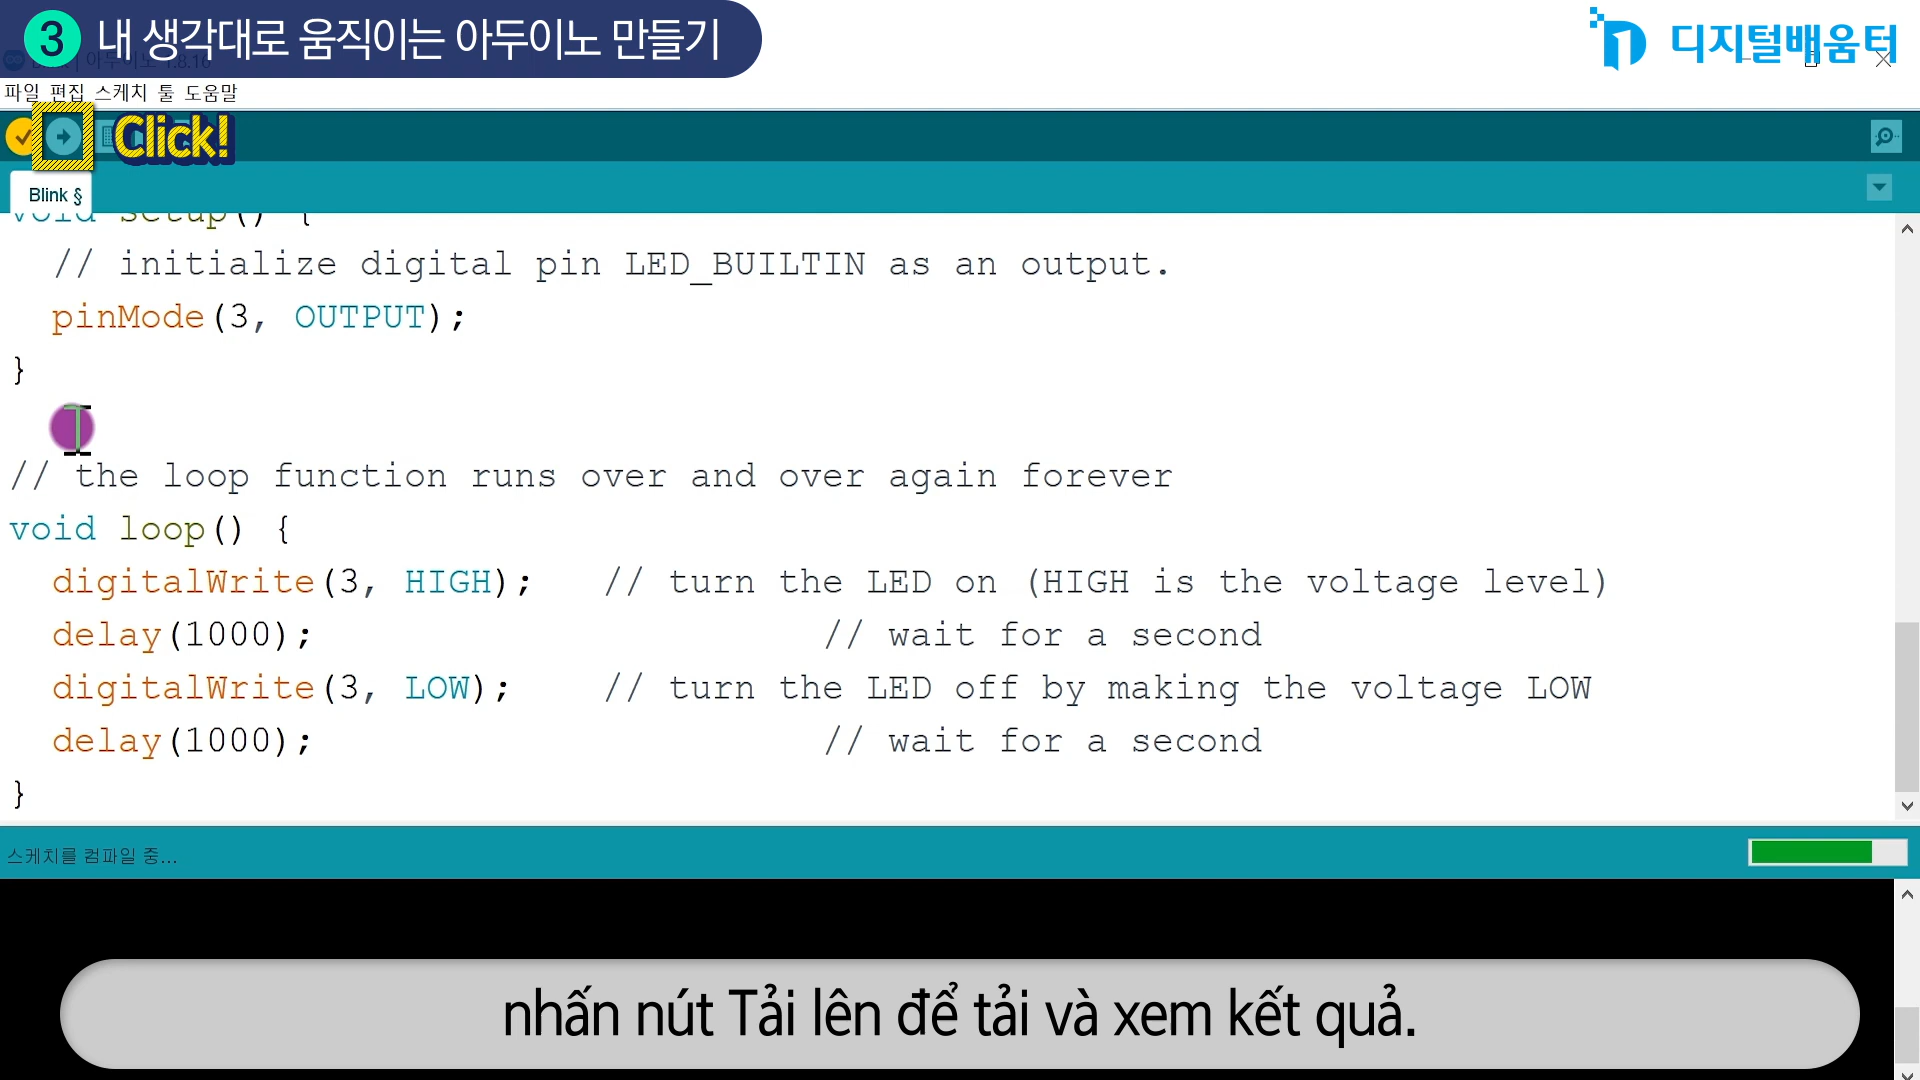 3 내 생각대로 움직이는 아두이노 만들기
디지털배움터
파일 편집 스케치 툴 도움말
Click!
Blink §
void setup() {
// initialize digital pin LED_BUILTIN as an output.
pinMode(3, OUTPUT);
}
// the loop function runs over and over again forever
void loop() {
digitalWrite(3, HIGH); // turn the LED on (HIGH is the voltage level)
delay(1000); // wait for a second
digitalWrite(3, LOW); // turn the LED off by making the voltage LOW
delay(1000); // wait for a second
}
스케치를 컴파일 중...
nhấn nút Tải lên để tải và xem kết quả.